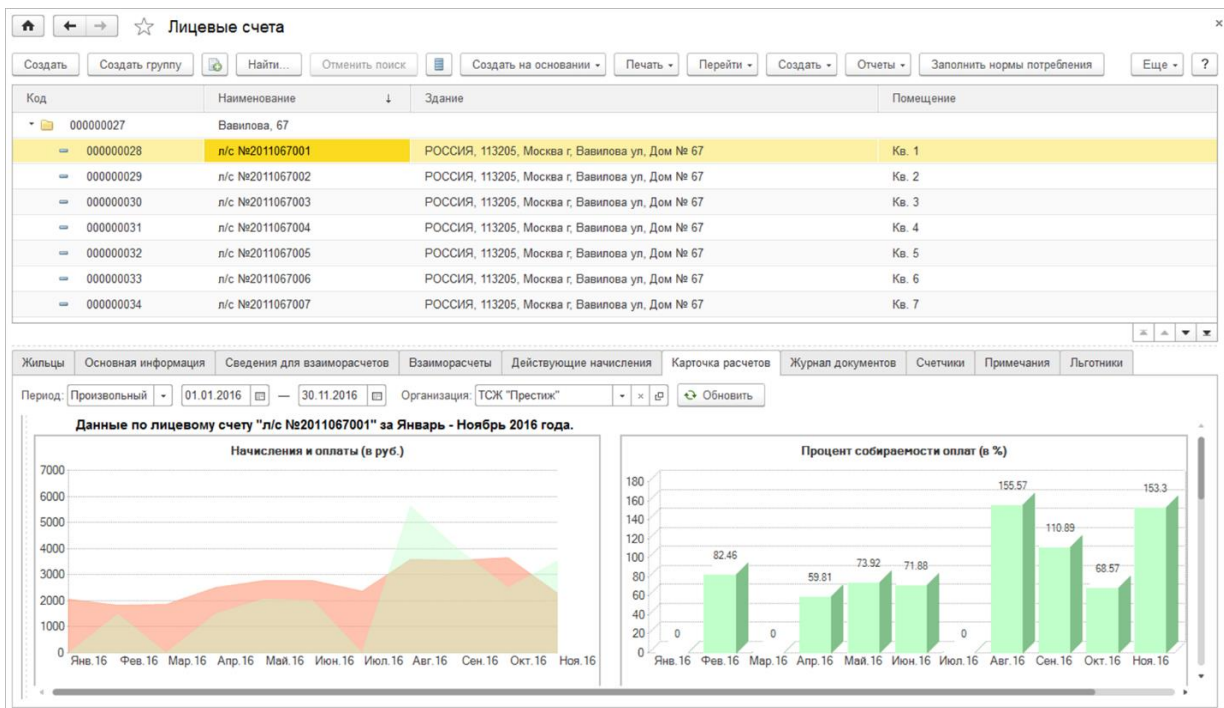 Лицевые счета
Создать Создать группу Найти... Отменить поиск Создать на основании Печать Перейти Создать Отчеты Заполнить нормы потребления Еще ?
Код Наименование ↓ Здание Помещение
000000027 Вавилова, 67
000000028 л/с №2011067001 РОССИЯ, 113205, Москва г, Вавилова ул, Дом № 67 Кв. 1
000000029 л/с №2011067002 РОССИЯ, 113205, Москва г, Вавилова ул, Дом № 67 Кв. 2
000000030 л/с №2011067003 РОССИЯ, 113205, Москва г, Вавилова ул, Дом № 67 Кв. 3
000000031 л/с №2011067004 РОССИЯ, 113205, Москва г, Вавилова ул, Дом № 67 Кв. 4
000000032 л/с №2011067005 РОССИЯ, 113205, Москва г, Вавилова ул, Дом № 67 Кв. 5
000000033 л/с №2011067006 РОССИЯ, 113205, Москва г, Вавилова ул, Дом № 67 Кв. 6
000000034 л/с №2011067007 РОССИЯ, 113205, Москва г, Вавилова ул, Дом № 67 Кв. 7
Жильцы Основная информация Сведения для взаиморасчетов Взаиморасчеты Действующие начисления Карточка расчетов Журнал документов Счетчики Примечания Льготники
Период: Произвольный 01.01.2016 — 30.11.2016 Организация: ТСЖ "Престиж" Обновить
Данные по лицевому счету "л/с №2011067001" за Январь - Ноябрь 2016 года.
Начисления и оплаты (в руб.)
7000
6000
5000
4000
3000
2000
1000
0
Янв.16 Фев.16 Мар.16 Апр.16 Май.16 Июн.16 Июл.16 Авг.16 Сен.16 Окт.16 Ноя.16
Процент собираемости оплат (в %)
180
160
140
120
100
80
60
40
20
0
0 82.46 0 59.81 73.92 71.88 0 155.57 110.89 68.57 153.3
Янв.16 Фев.16 Мар.16 Апр.16 Май.16 Июн.16 Июл.16 Авг.16 Сен.16 Окт.16 Ноя.16